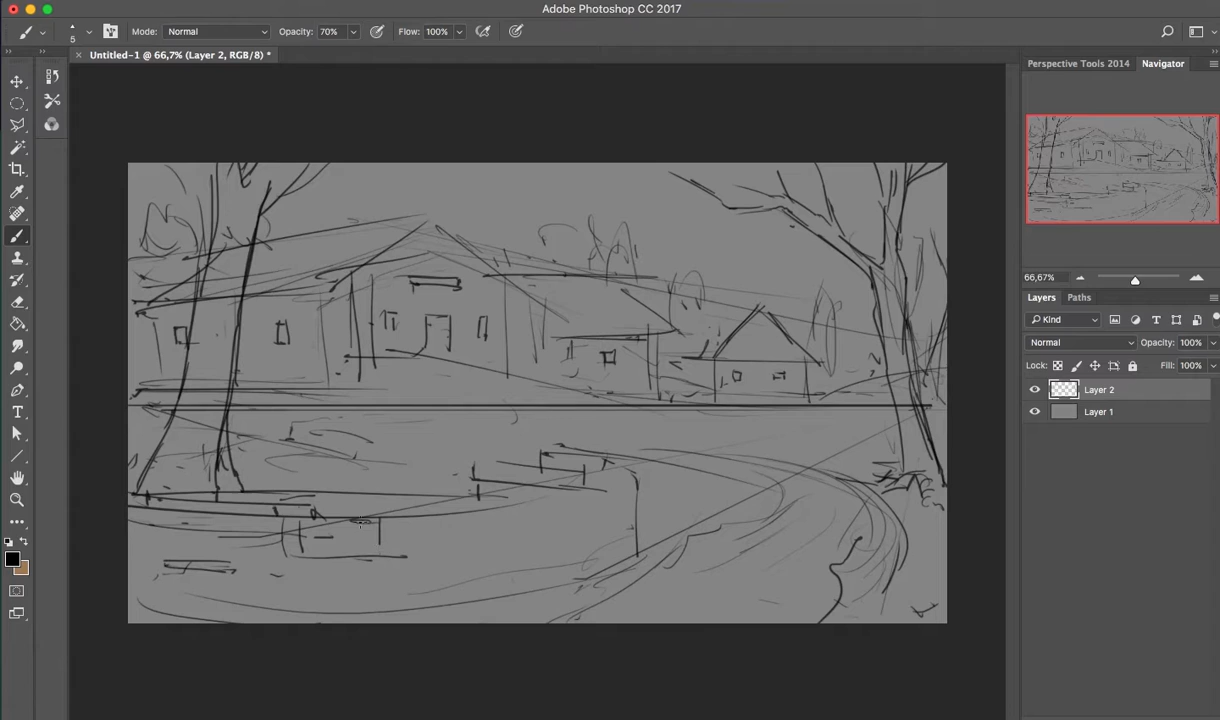 Adobe Photoshop CC 2017
5 Mode: Normal Opacity: 70% Flow: 100%
Untitled-1 @ 66,7% (Layer 2, RGB/8) *
Perspective Tools 2014 Navigator
66,67%
Layers Paths
Kind
Normal Opacity: 100%
Lock: Fill: 100%
Layer 2
Layer 1